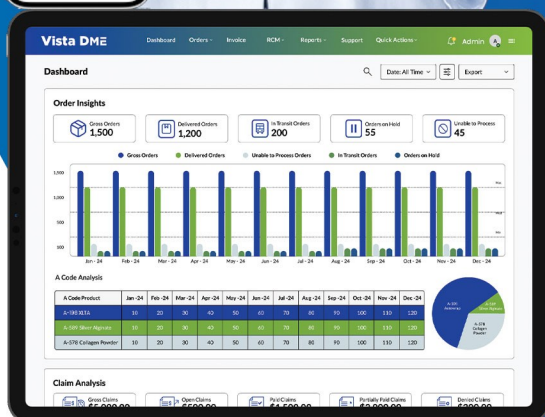 Vista DME
Dashboard Orders Invoice RCM Reports Support Quick Actions Admin A
Dashboard
Date: All Time Export
Order Insights
Gross Orders Delivered Orders In Transit Orders Orders on Hold Unable to Process
1,500 1,200 200 55 45
Gross Orders Delivered Orders Unable to Process Orders In Transit Orders Orders on Hold
1,500
1,000
500
100
Jan - 24 Feb - 24 Mar - 24 Apr - 24 May - 24 Jun - 24 Jul - 24 Aug - 24 Sep - 24 Oct - 24 Nov - 24 Dec - 24
A Code Analysis
A Code Product Jan -24 Feb -24 Mar -24 Apr -24 May -24 Jun -24 Jul -24 Aug -24 Sep -24 Oct -24 Nov -24 Dec -24
XLTA 10 20 30 40 50 60 70 80 90 100 110 120
Silver Alginate 10 20 30 40 50 60 70 80 90 100 110 120
A-578 Collagen Powder 10 20 30 40 50 60 70 80 90 100 110 120
Silver Alginate
A-578
Collagen
Powder
Claim Analysis
Gross Claims Open Claims Paid Claims Partially Paid Claims Denied Claims